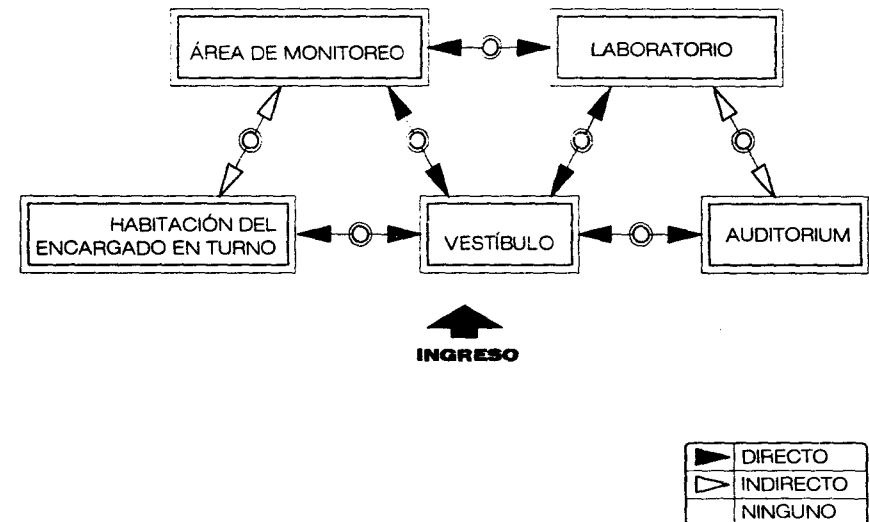 ÁREA DE MONITOREO
LABORATORIO
HABITACIÓN DEL
ENCARGADO EN TURNO
VESTÍBULO
AUDITORIUM
INGRESO
DIRECTO
INDIRECTO
NINGUNO